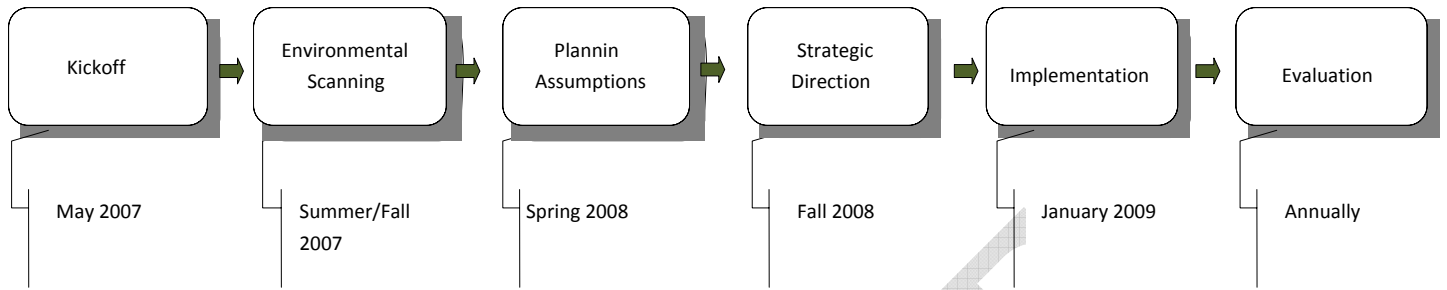 Kickoff
Environmental
Scanning
Plannin
Assumptions
Strategic
Direction
Implementation
Evaluation
May 2007
Summer/Fall
2007
Spring 2008
Fall 2008
January 2009
Annually